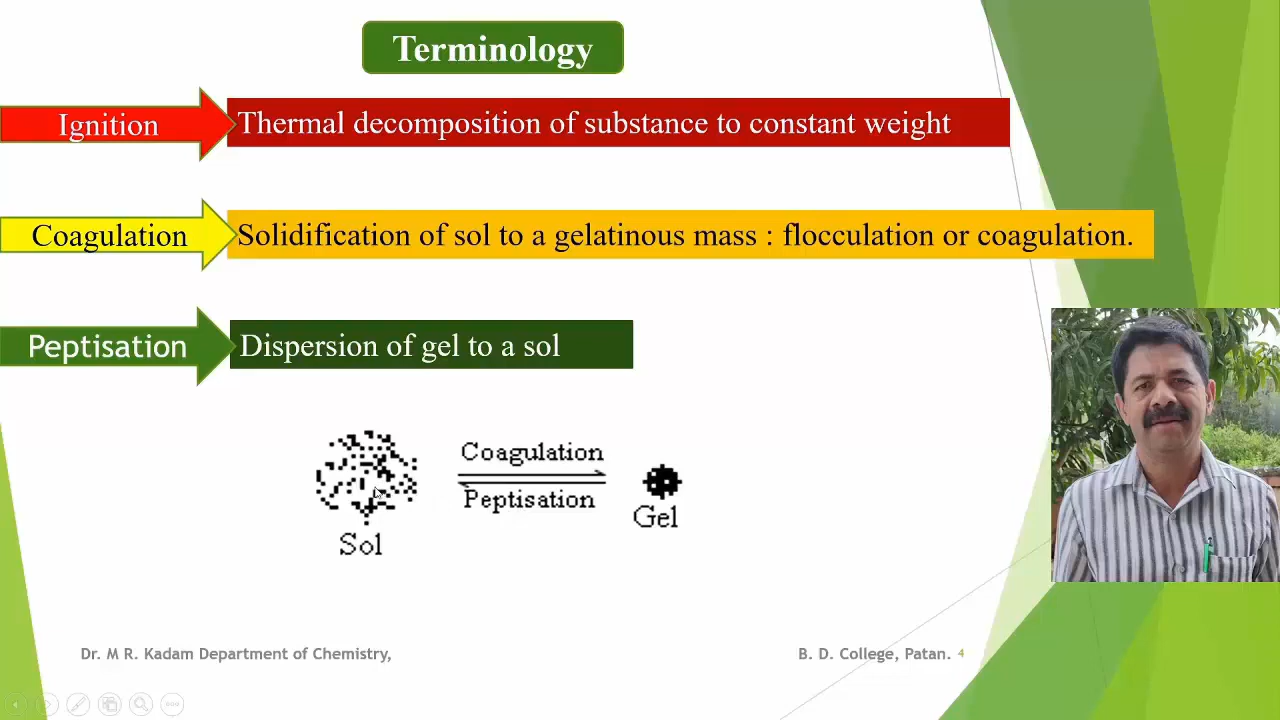 Terminology
Ignition
Thermal decomposition of substance to constant weight
Coagulation
Solidification of sol to a gelatinous mass : flocculation or coagulation.
Peptisation
Dispersion of gel to a sol
Coagulation
Peptisation
Sol
Gel
Dr. M R. Kadam Department of Chemistry,
B. D. College, Patan. 4